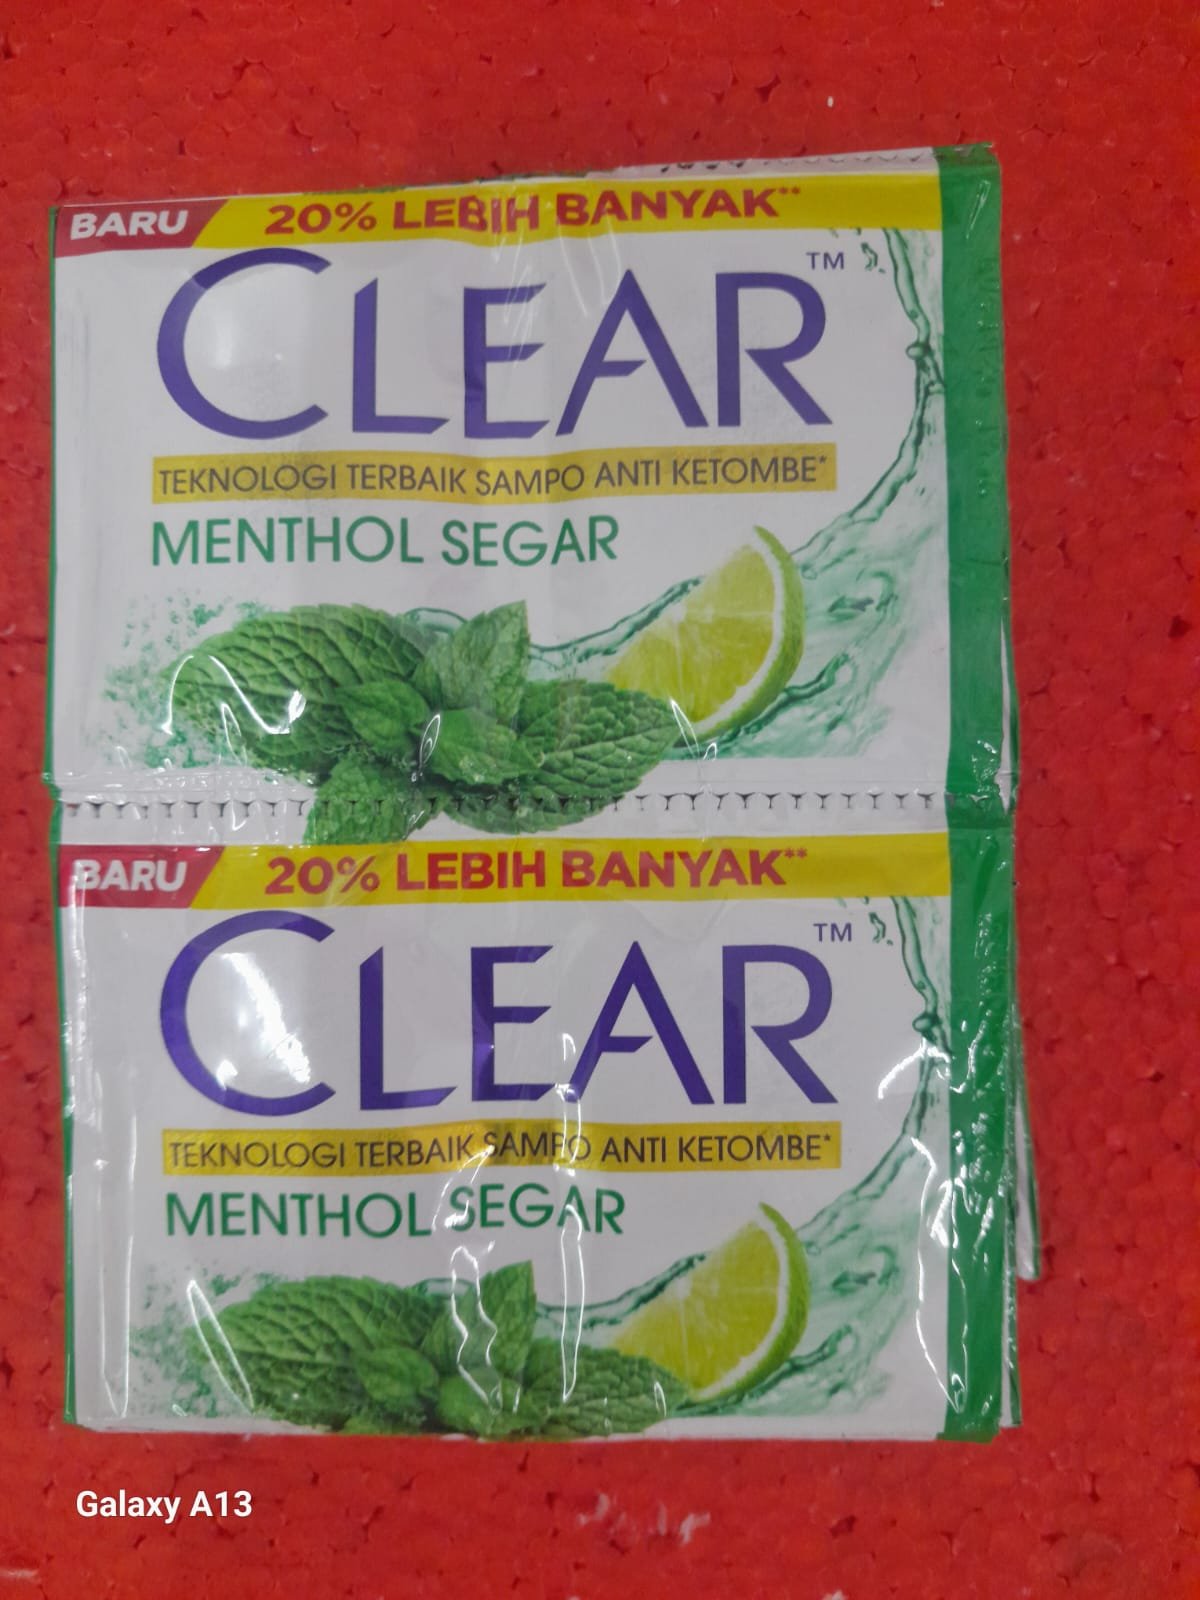 BARU 20% LEBIH BANYAK**
CLEAR™
TEKNOLOGI TERBAIK SAMPO ANTI KETOMBE*
MENTHOL SEGAR
BARU 20% LEBIH BANYAK**
CLEAR™
TEKNOLOGI TERBAIK SAMPO ANTI KETOMBE*
MENTHOL SEGAR
Galaxy A13